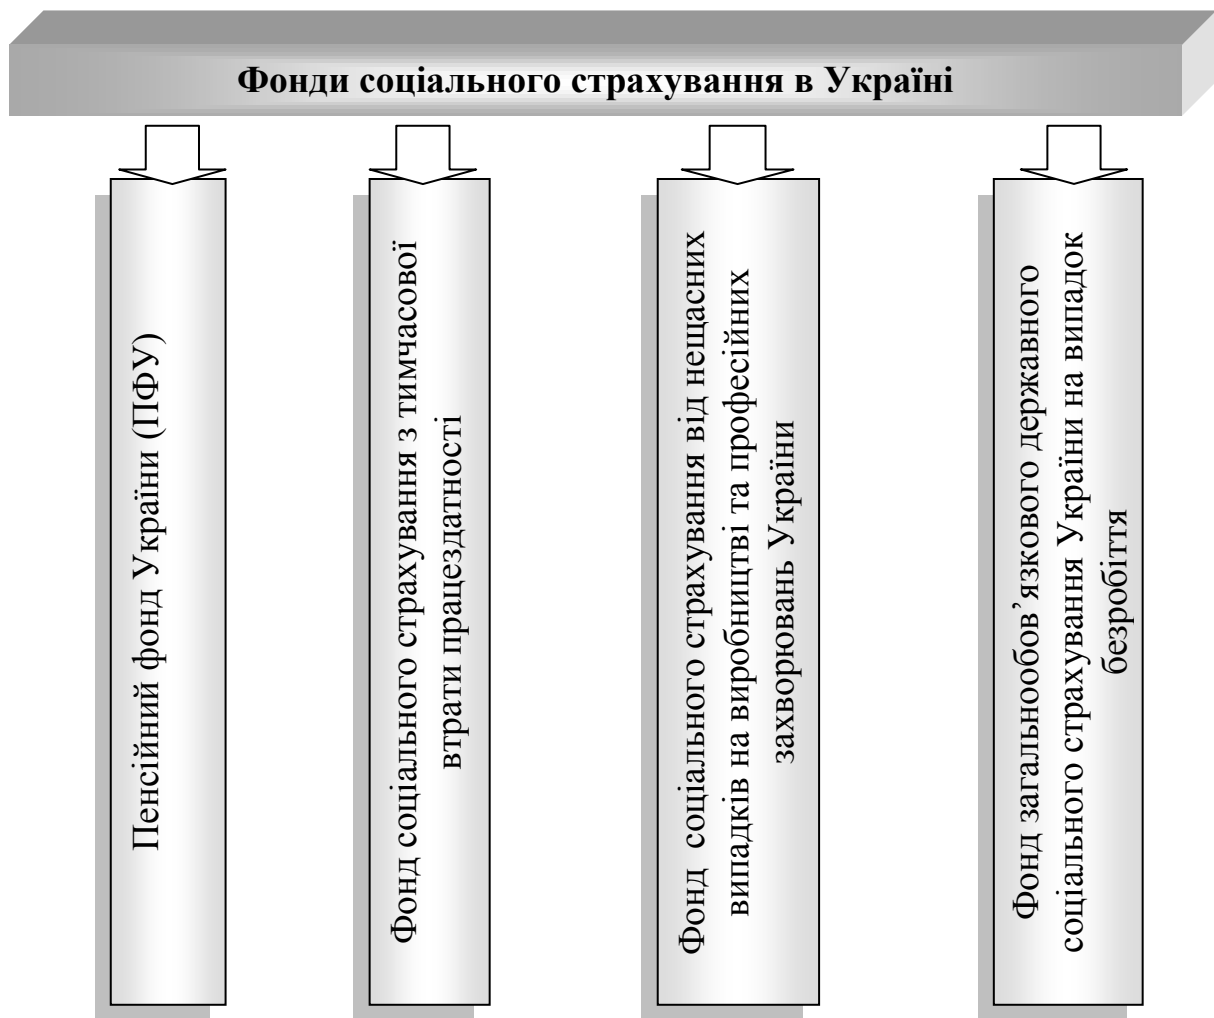 Фонди соціального страхування в Україні
Пенсійний фонд України (ПФУ)
Фонд соціального страхування з тимчасової
втрати працездатності
Фонд соціального страхування від нещасних
випадків на виробництві та професійних
захворювань України
Фонд загальнообов’язкового державного
соціального страхування України на випадок
безробіття